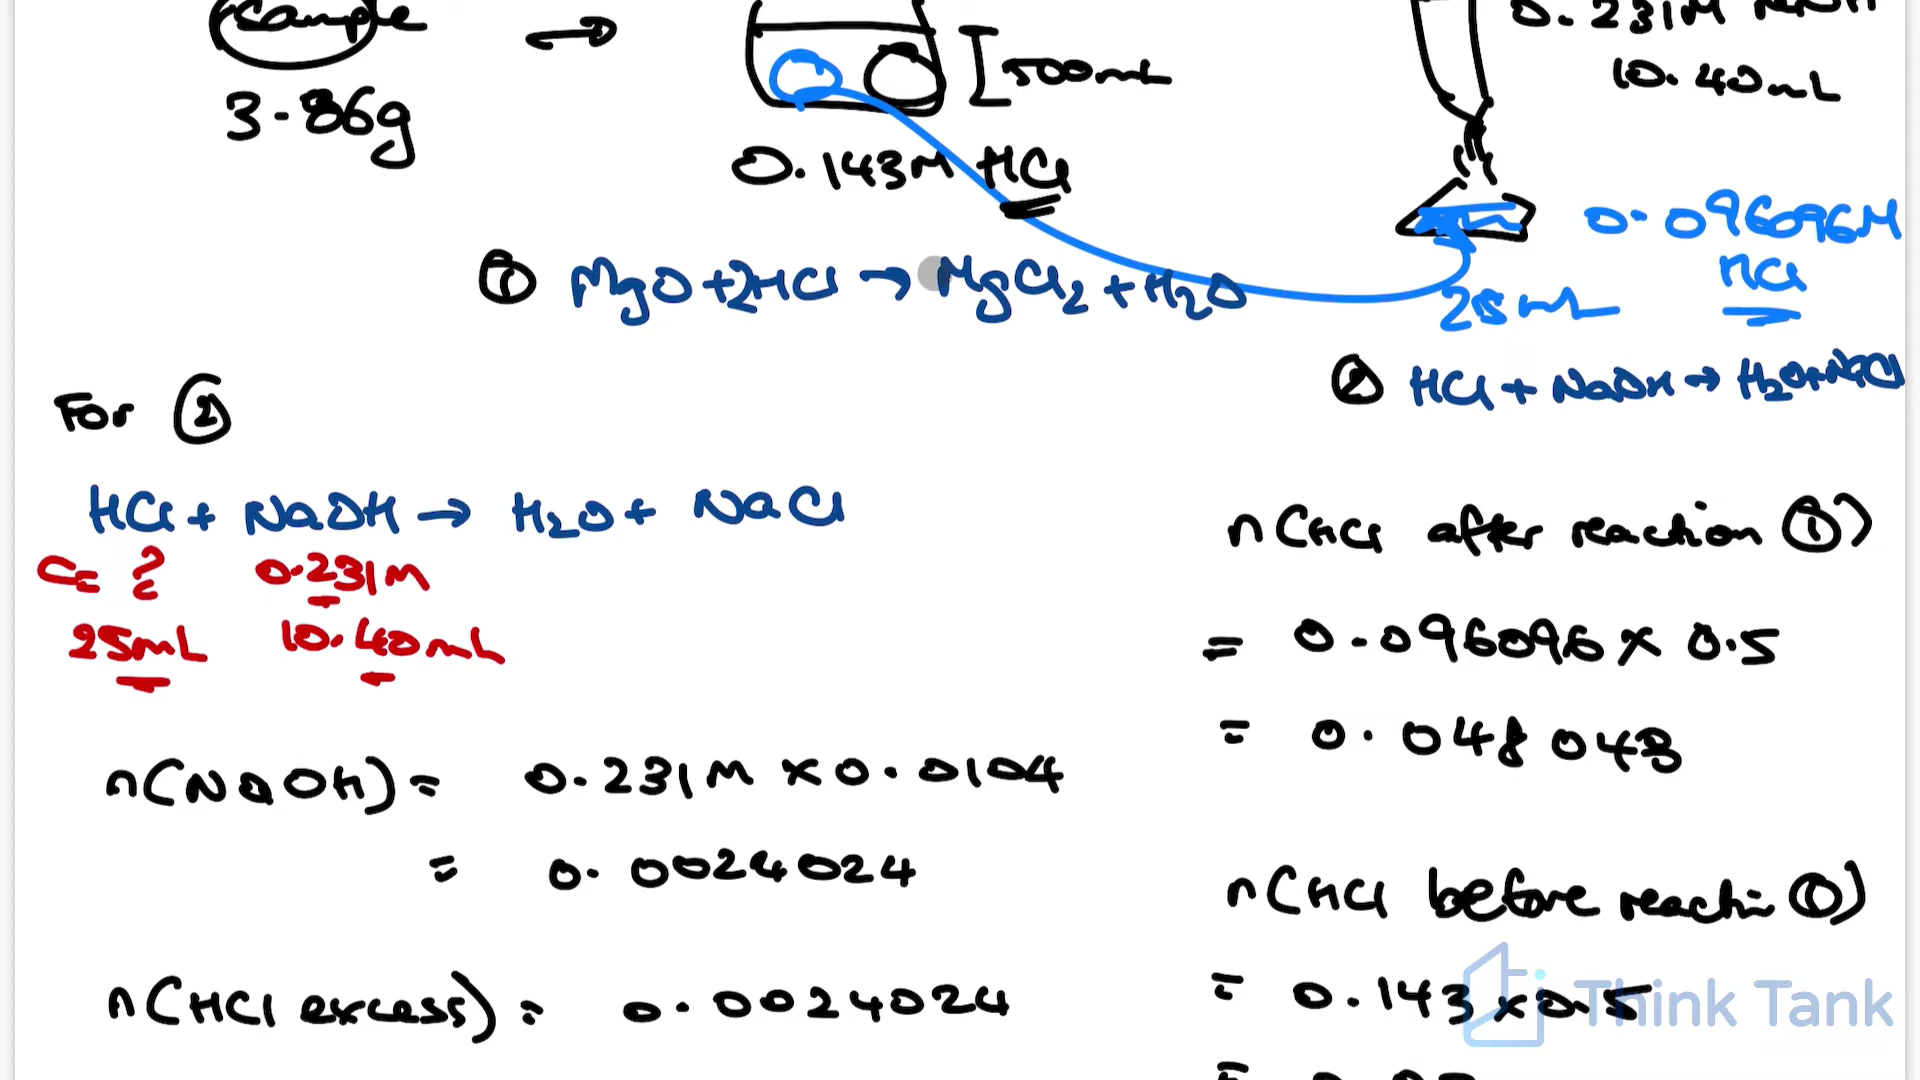 sample
3.86g
500mL
0.143M HCl
0.231M NaOH
10.40mL
0.096096M
HCl
25mL
① MgO + 2HCl → MgCl2 + H2O
② HCl + NaOH → H2O + NaCl
For ②
HCl + NaOH → H2O + NaCl
C = ? 0.231M
25mL 10.40mL
n(NaOH) = 0.231M × 0.0104
= 0.0024024
n(HCl excess) = 0.0024024
n(HCl after reaction ①)
= 0.096096 × 0.5
= 0.048048
n(HCl before reactin ①)
= 0.143 × 0.5
Think Tank